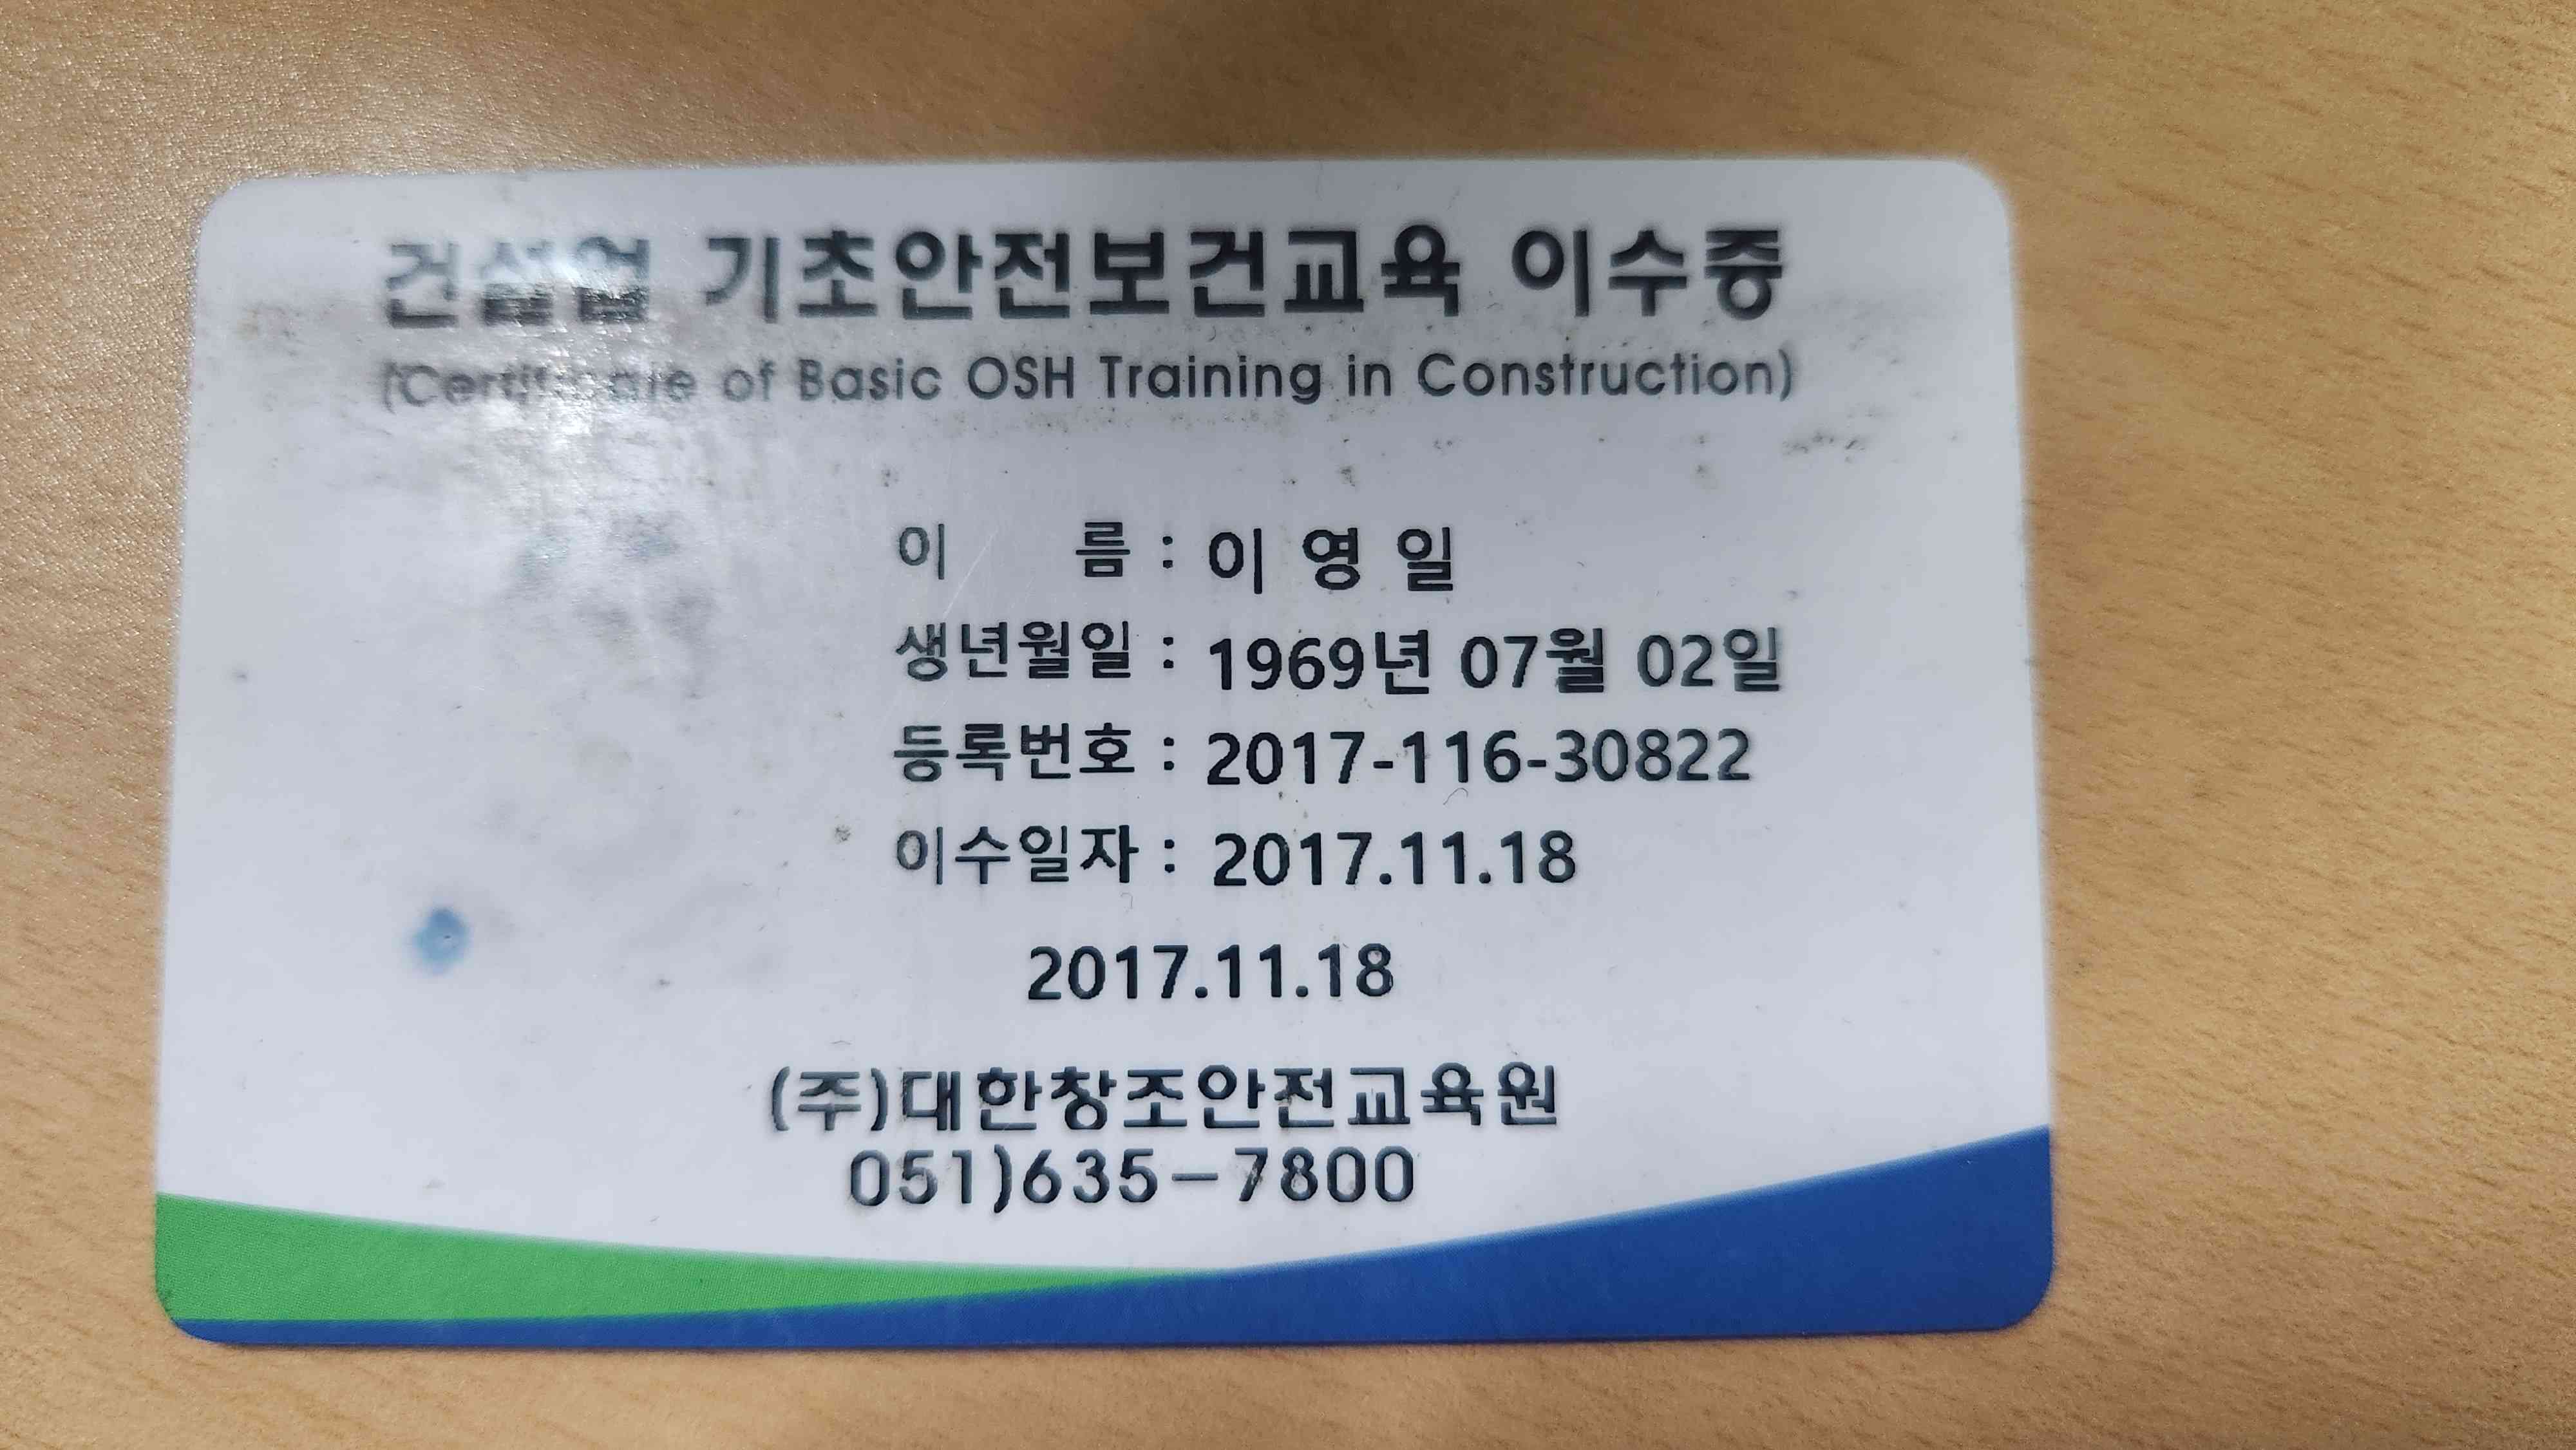 건설업 기초안전보건교육 이수증
(Certificate of Basic OSH Training in Construction)
이 름 : 이 영 일
생년월일 : 1969년 07월 02일
등록번호 : 2017-116-30822
이수일자 : 2017.11.18
2017.11.18
(주)대한창조안전교육원
051)635-7800